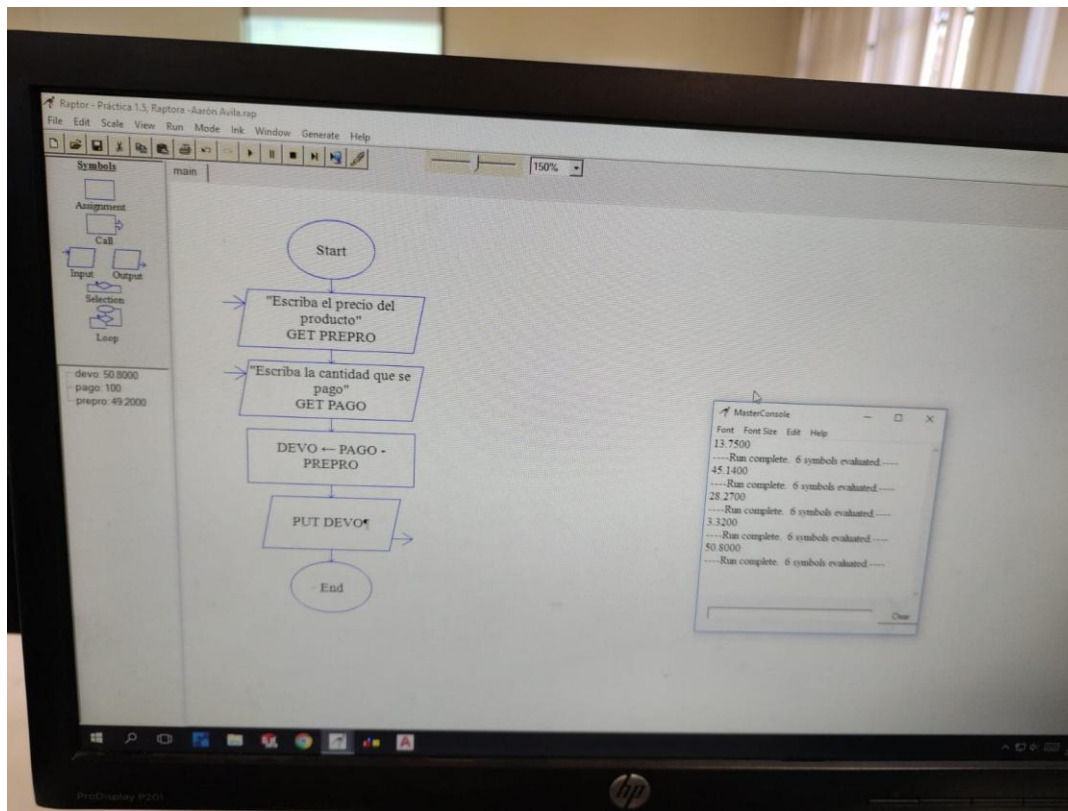 Raptor - Práctica 1.5, Raptora -Aarón Avila.rap
File Edit Scale View Run Mode Ink Window Generate Help
150%
Symbols
main
Assignment
Call
Input Output
Selection
Loop
devo: 50.8000
pago: 100
prepro: 49.2000
Start
"Escriba el precio del
producto"
GET PREPRO
"Escriba la cantidad que se
pago"
GET PAGO
DEVO ← PAGO -
PREPRO
PUT DEVO¶
End
MasterConsole
Font Font Size Edit Help
13.7500
----Run complete. 6 symbols evaluated.----
45.1400
----Run complete. 6 symbols evaluated.----
28.2700
----Run complete. 6 symbols evaluated.----
3.3200
----Run complete. 6 symbols evaluated.----
50.8000
----Run complete. 6 symbols evaluated.----
Clear
hp
ProDisplay P201